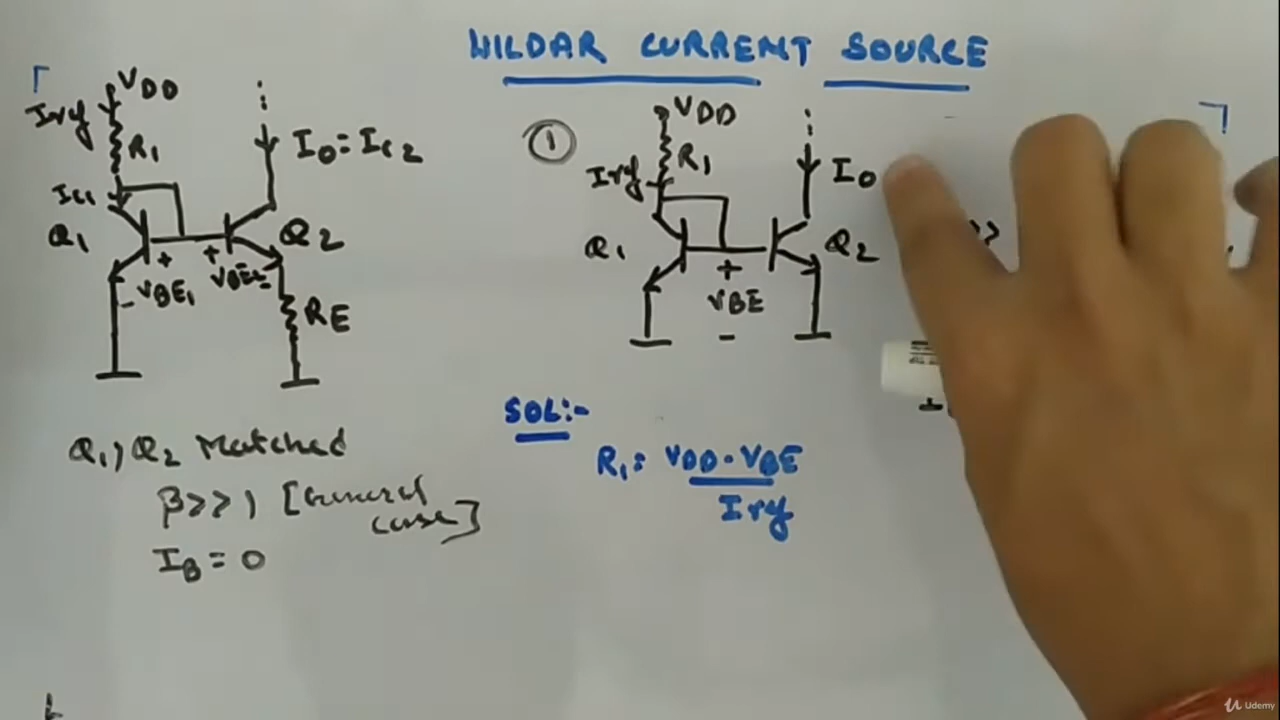 WILDAR CURRENT SOURCE
VDD
Iref
R1
IC1
Q1
+
-
VBE1
IO = IC2
Q2
+
VBE2
-
RE
1
VDD
R1
Iref
Q1
+
VBE
-
IO
Q2
>>
SOL:-
R1 = VDD - VBE
Iref
Q1, Q2 Matched
β>>1 [General
case]
IB = 0
Udemy